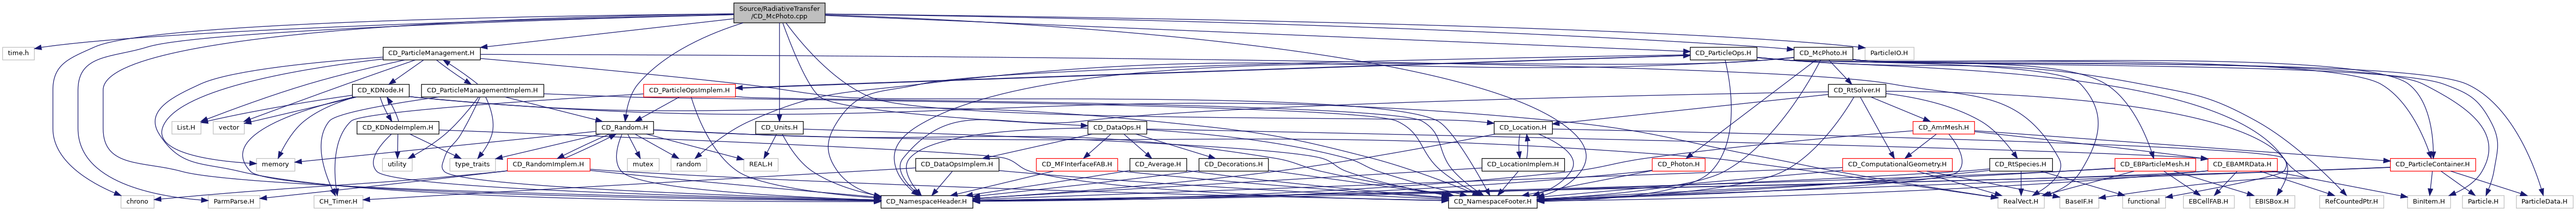 Source/RadiativeTransfer
/CD_McPhoto.cpp
time.h
CD_ParticleManagement.H
CD_ParticleOps.H
CD_McPhoto.H
ParticleIO.H
CD_KDNode.H
CD_ParticleManagementImplem.H
CD_ParticleOpsImplem.H
CD_RtSolver.H
List.H
vector
CD_KDNodeImplem.H
CD_Random.H
CD_Units.H
CD_DataOps.H
CD_Location.H
CD_AmrMesh.H
memory
utility
type_traits
CD_RandomImplem.H
mutex
random
REAL.H
CD_DataOpsImplem.H
CD_MFInterfaceFAB.H
CD_Average.H
CD_Decorations.H
CD_LocationImplem.H
CD_Photon.H
CD_ComputationalGeometry.H
CD_RtSpecies.H
CD_EBParticleMesh.H
CD_EBAMRData.H
CD_ParticleContainer.H
chrono
ParmParse.H
CH_Timer.H
CD_NamespaceHeader.H
CD_NamespaceFooter.H
RealVect.H
BaseIF.H
functional
EBCellFAB.H
EBISBox.H
RefCountedPtr.H
BinItem.H
Particle.H
ParticleData.H